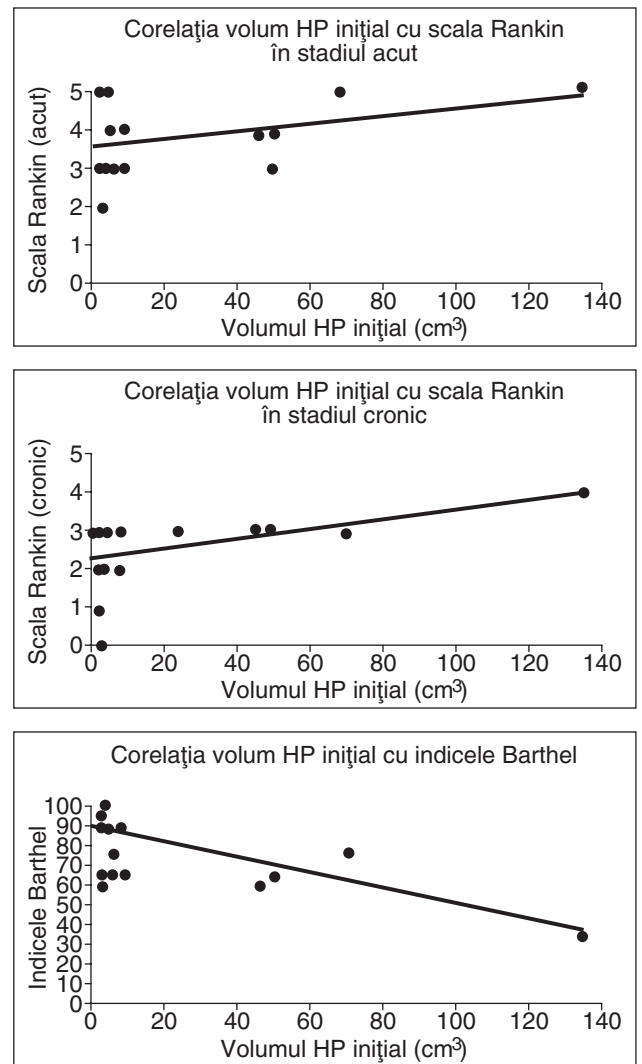 Corelaţia volum HP iniţial cu scala Rankin
în stadiul acut
Scala Rankin (acut)
5
4
3
2
1
0
0 20 40 60 80 100 120 140
Volumul HP iniţial (cm³)
Corelaţia volum HP iniţial cu scala Rankin
în stadiul cronic
Scala Rankin (cronic)
5
4
3
2
1
0
0 20 40 60 80 100 120 140
Volumul HP iniţial (cm³)
Corelaţia volum HP iniţial cu indicele Barthel
Indicele Barthel
100
90
80
70
60
50
40
30
20
10
0
0 20 40 60 80 100 120 140
Volumul HP iniţial (cm³)